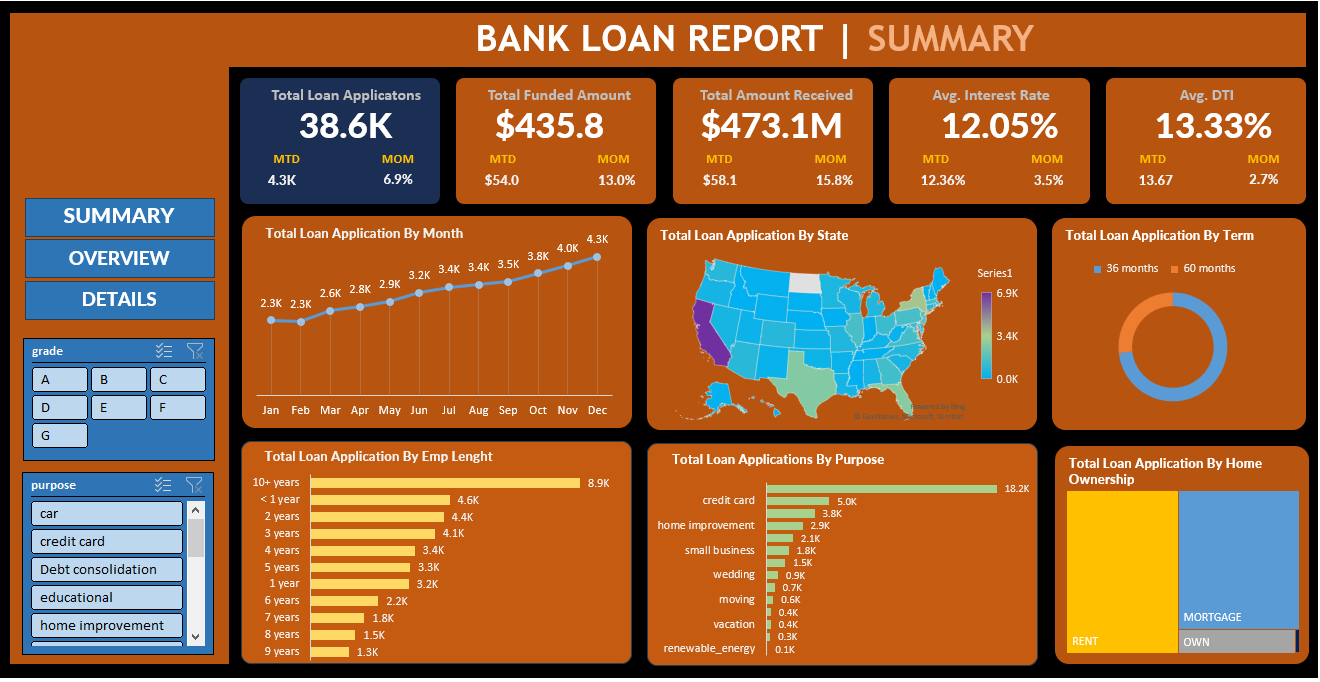 BANK LOAN REPORT | SUMMARY
Total Loan Applicatons
38.6K
MTD MOM
4.3K 6.9%
Total Funded Amount
$435.8
MTD MOM
$54.0 13.0%
Total Amount Received
$473.1M
MTD MOM
$58.1 15.8%
Avg. Interest Rate
12.05%
MTD MOM
12.36% 3.5%
Avg. DTI
13.33%
MTD MOM
13.67 2.7%
SUMMARY
OVERVIEW
DETAILS
grade
A B C
D E F
G
purpose
car
credit card
Debt consolidation
educational
home improvement
Total Loan Application By Month
2.3K 2.3K 2.6K 2.8K 2.9K 3.2K 3.4K 3.4K 3.5K 3.8K 4.0K 4.3K
Jan Feb Mar Apr May Jun Jul Aug Sep Oct Nov Dec
Total Loan Application By State
Series1
6.9K
3.4K
0.0K
Powered by Bing
Total Loan Application By Term
36 months 60 months
Total Loan Application By Emp Lenght
10+ years 8.9K
< 1 year 4.6K
2 years 4.4K
3 years 4.1K
4 years 3.4K
5 years 3.3K
1 year 3.2K
6 years 2.2K
7 years 1.8K
8 years 1.5K
9 years 1.3K
Total Loan Applications By Purpose
18.2K
credit card 5.0K
3.8K
home improvement 2.9K
2.1K
small business 1.8K
1.5K
wedding 0.9K
0.7K
moving 0.6K
0.4K
vacation 0.4K
0.3K
renewable_energy 0.1K
Total Loan Application By Home
Ownership
RENT
MORTGAGE
OWN